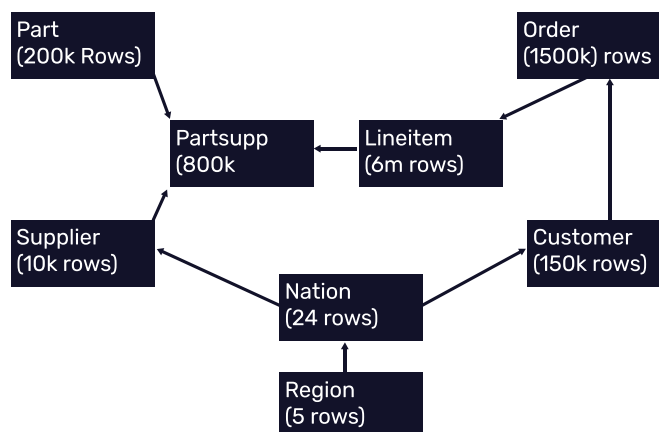 Part
(200k Rows)
Order
(1500k) rows
Partsupp
(800k
Lineitem
(6m rows)
Supplier
(10k rows)
Customer
(150k rows)
Nation
(24 rows)
Region
(5 rows)